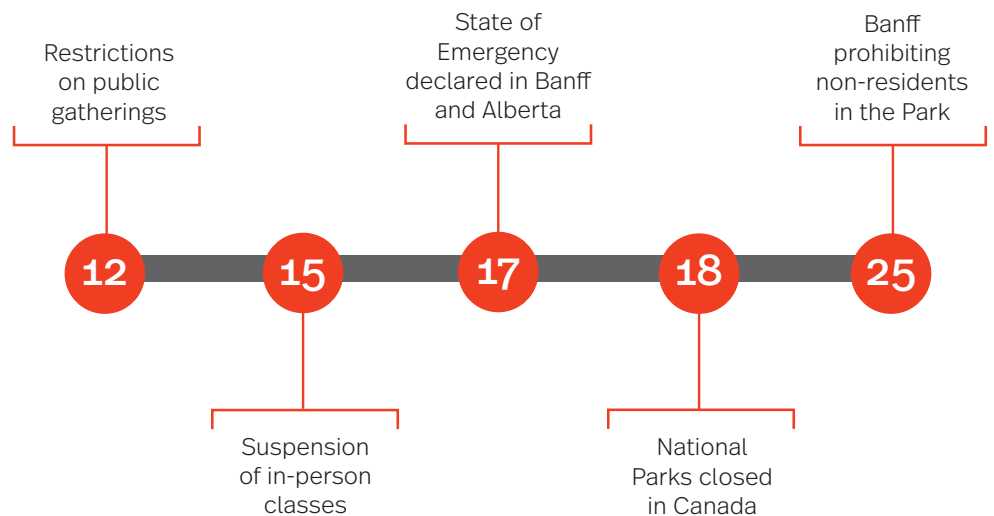 Restrictions
on public
gatherings
State of
Emergency
declared in Banff
and Alberta
Banff
prohibiting
non-residents
in the Park
12
15
17
18
25
Suspension
of in-person
classes
National
Parks closed
in Canada